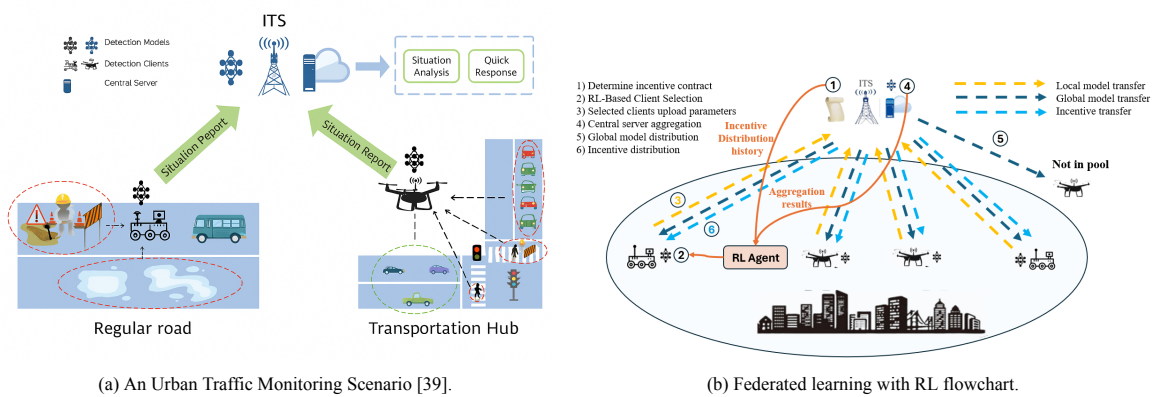 ITS
Detection Models
Detection Clients
Central Server
Situation Analysis
Quick Response
Situation Peport
Situation Report
Regular road
Transportation Hub
(a) An Urban Traffic Monitoring Scenario [39].
1) Determine incentive contract
2) RL-Based Client Selection
3) Selected clients upload parameters
4) Central server aggregation
5) Global model distribution
6) Incentive distribution
ITS
1
4
Local model transfer
Global model transfer
Incentive transfer
Incentive
Distribution
history
5
Not in pool
Aggregation
results
3
6
2
RL Agent
(b) Federated learning with RL flowchart.